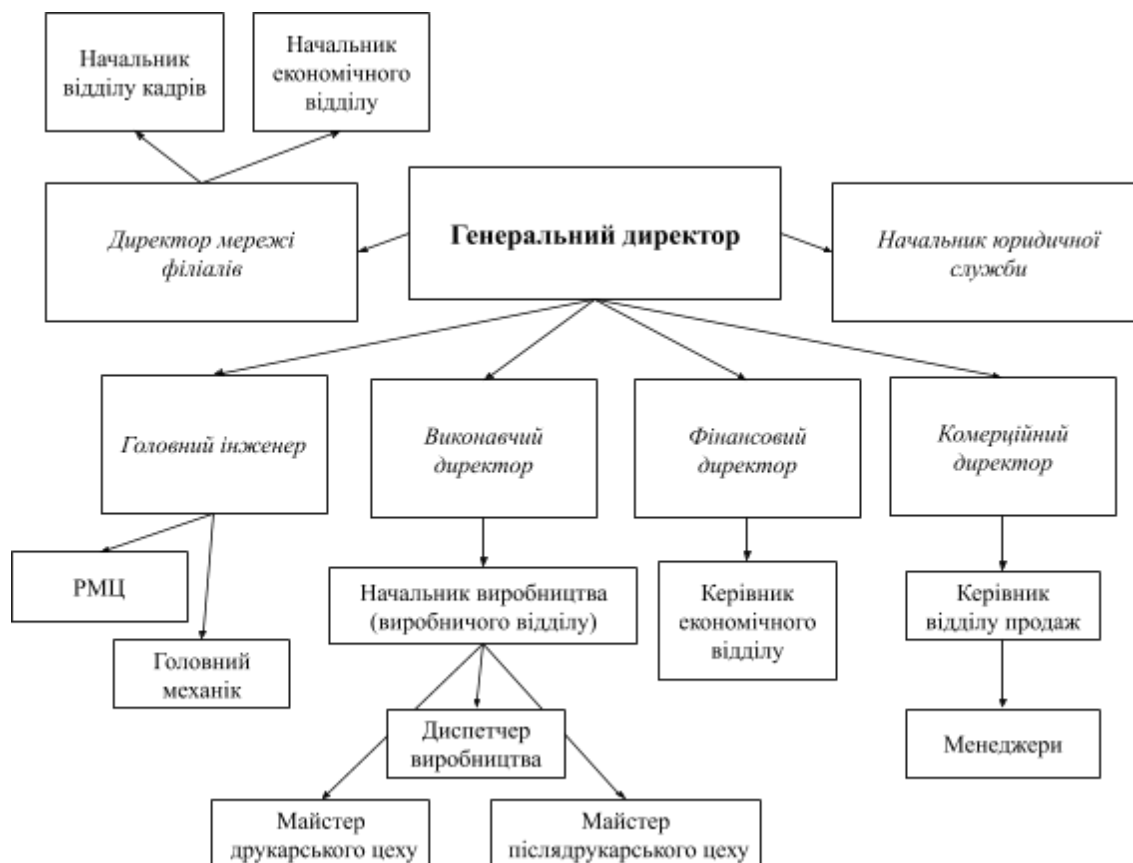 Начальник
відділу кадрів
Начальник
економічного
відділу
Директор мережі
філіалів
Генеральний директор
Начальник юридичної
служби
Головний інженер
Виконавчий
директор
Фінансовий
директор
Комерційний
директор
РМЦ
Головний
механік
Начальник виробництва
(виробничого відділу)
Керівник
економічного
відділу
Керівник
відділу продаж
Диспетчер
виробництва
Менеджери
Майстер
друкарського цеху
Майстер
післядрукарського цеху